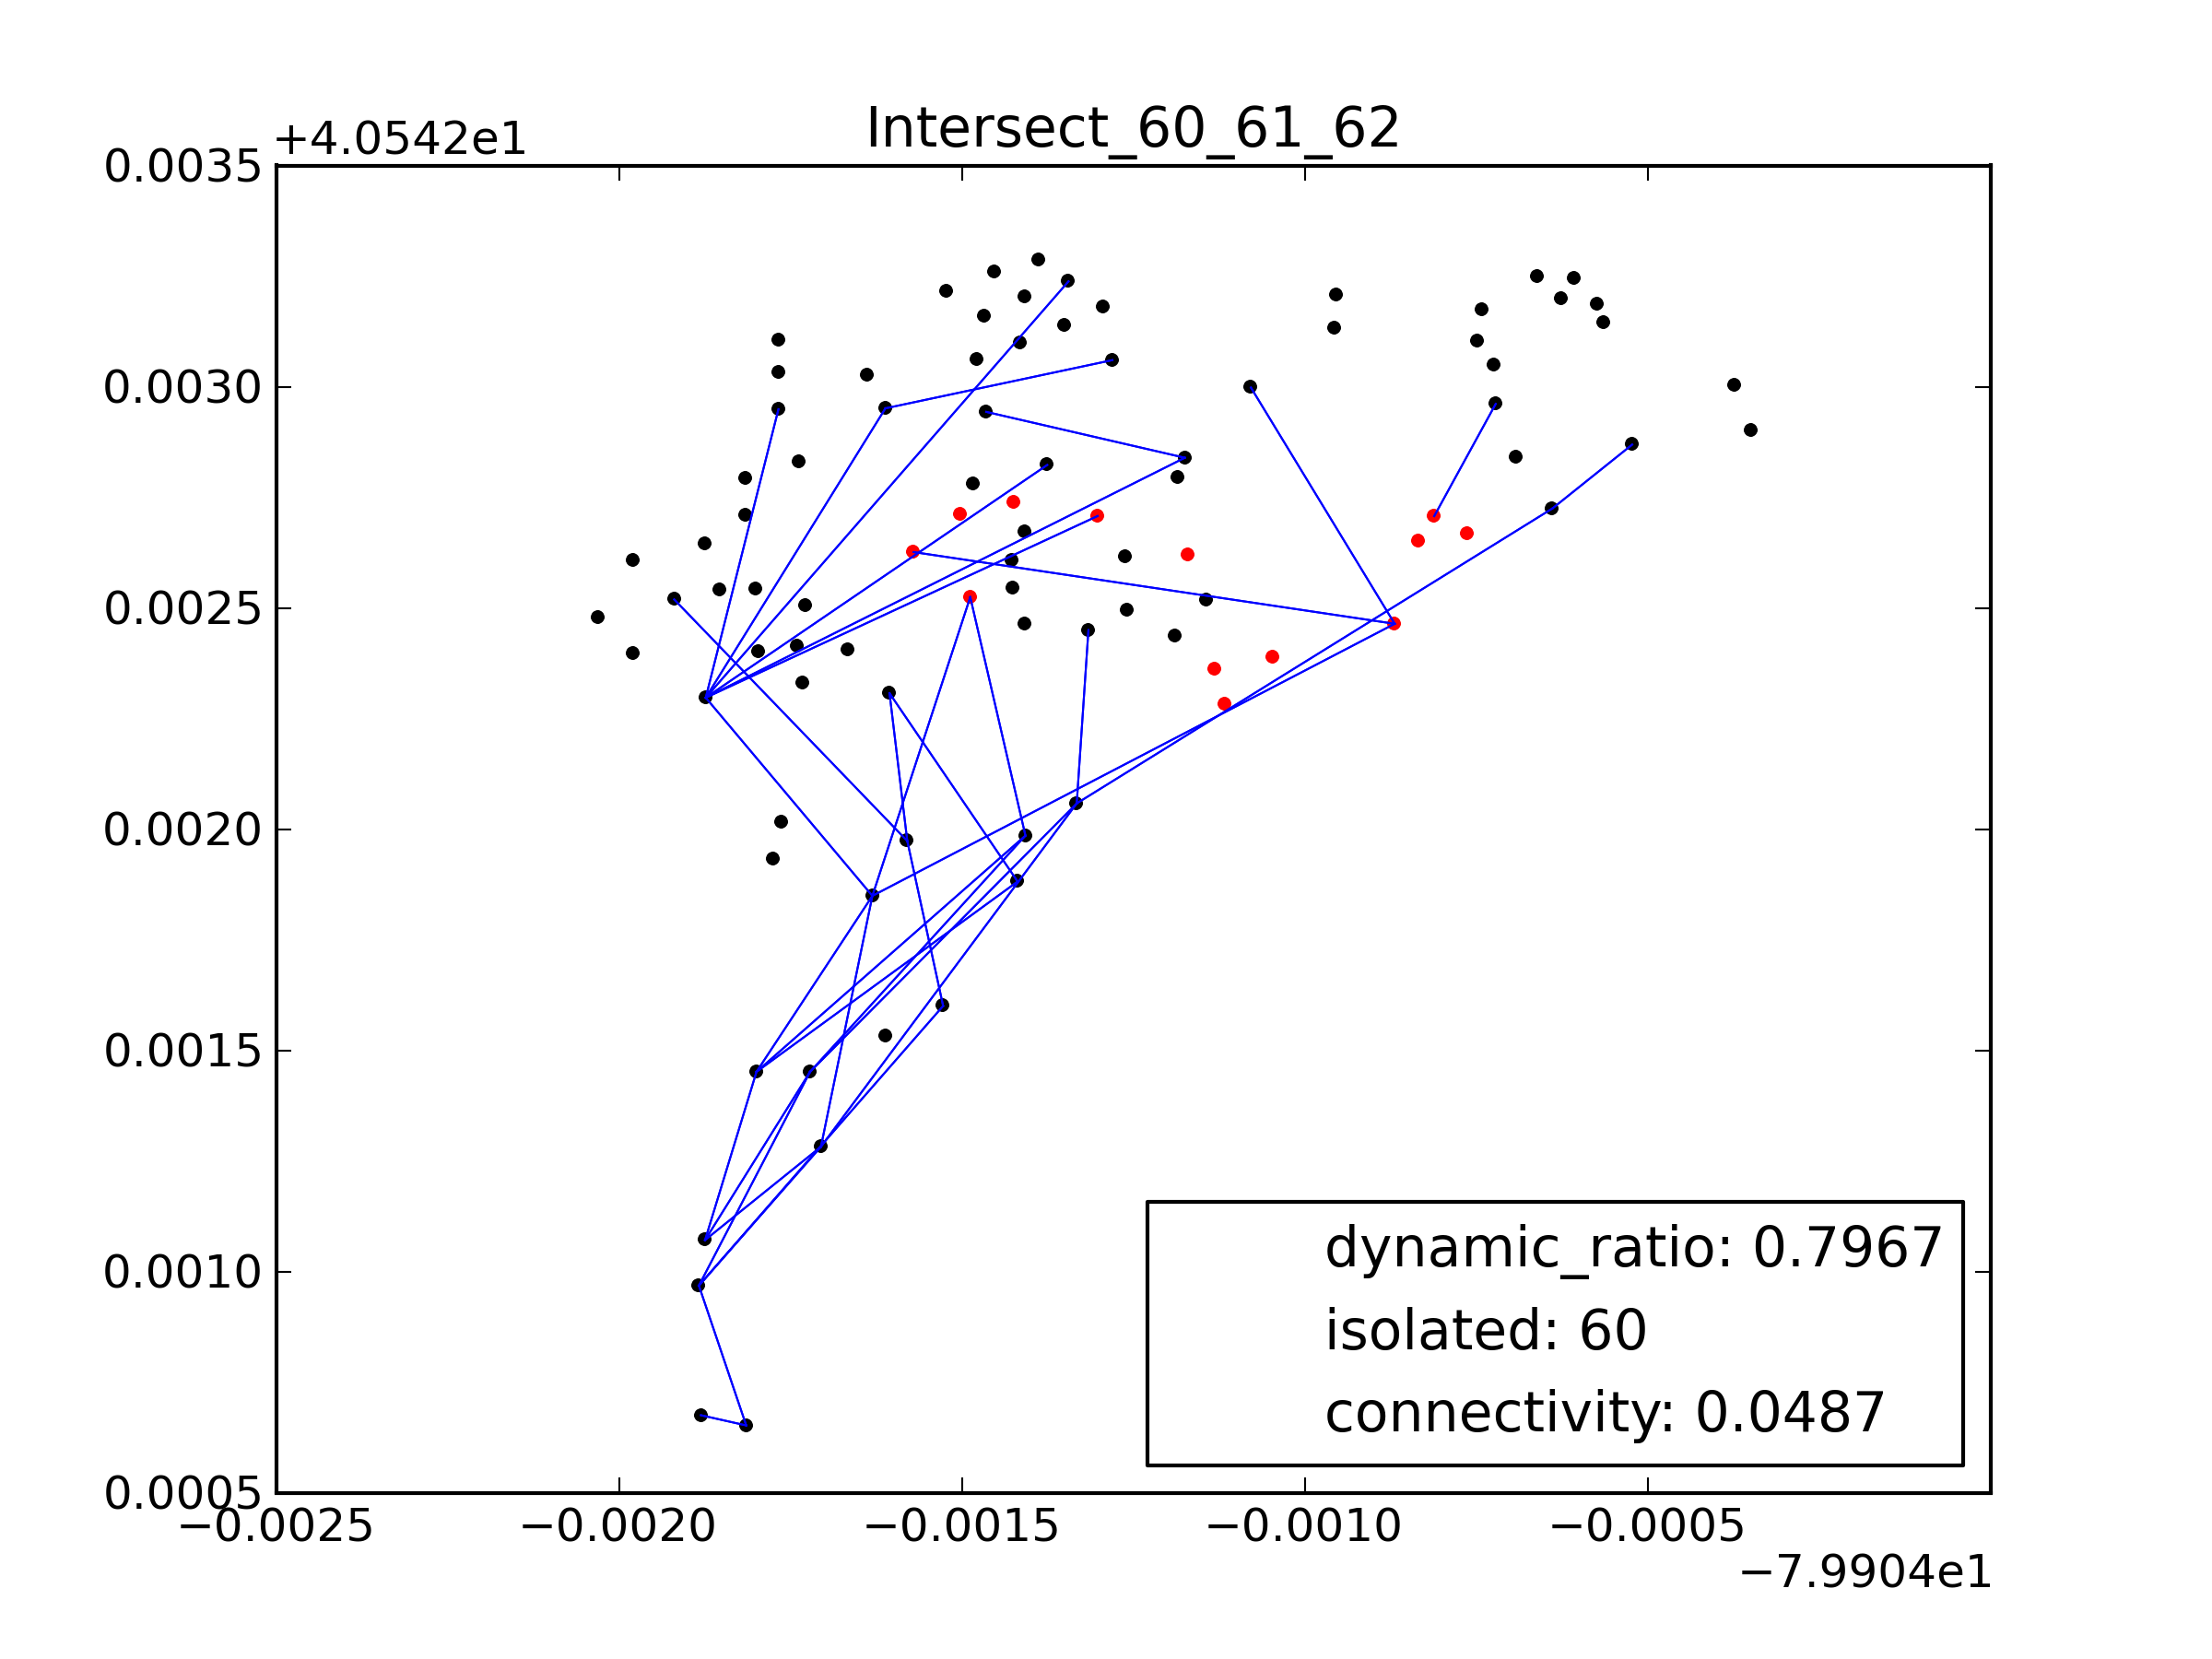 Intersect_60_61_62
+4.0542e1
0.0035
0.0030
0.0025
0.0020
0.0015
0.0010
0.0005
dynamic_ratio: 0.7967
isolated: 60
connectivity: 0.0487
−0.0025 −0.0020 −0.0015 −0.0010 −0.0005
−7.9904e1